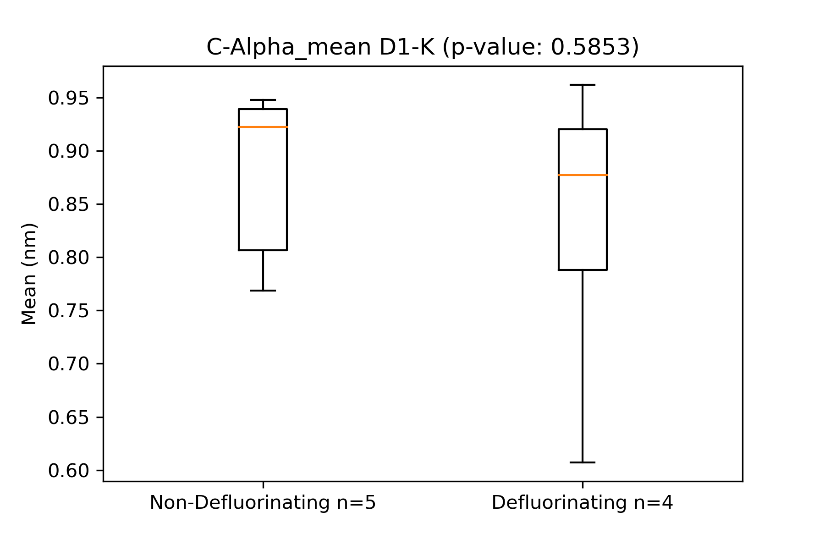 C-Alpha_mean D1-K (p-value: 0.5853)
Mean (nm)
0.95
0.90
0.85
0.80
0.75
0.70
0.65
0.60
Non-Defluorinating n=5
Defluorinating n=4